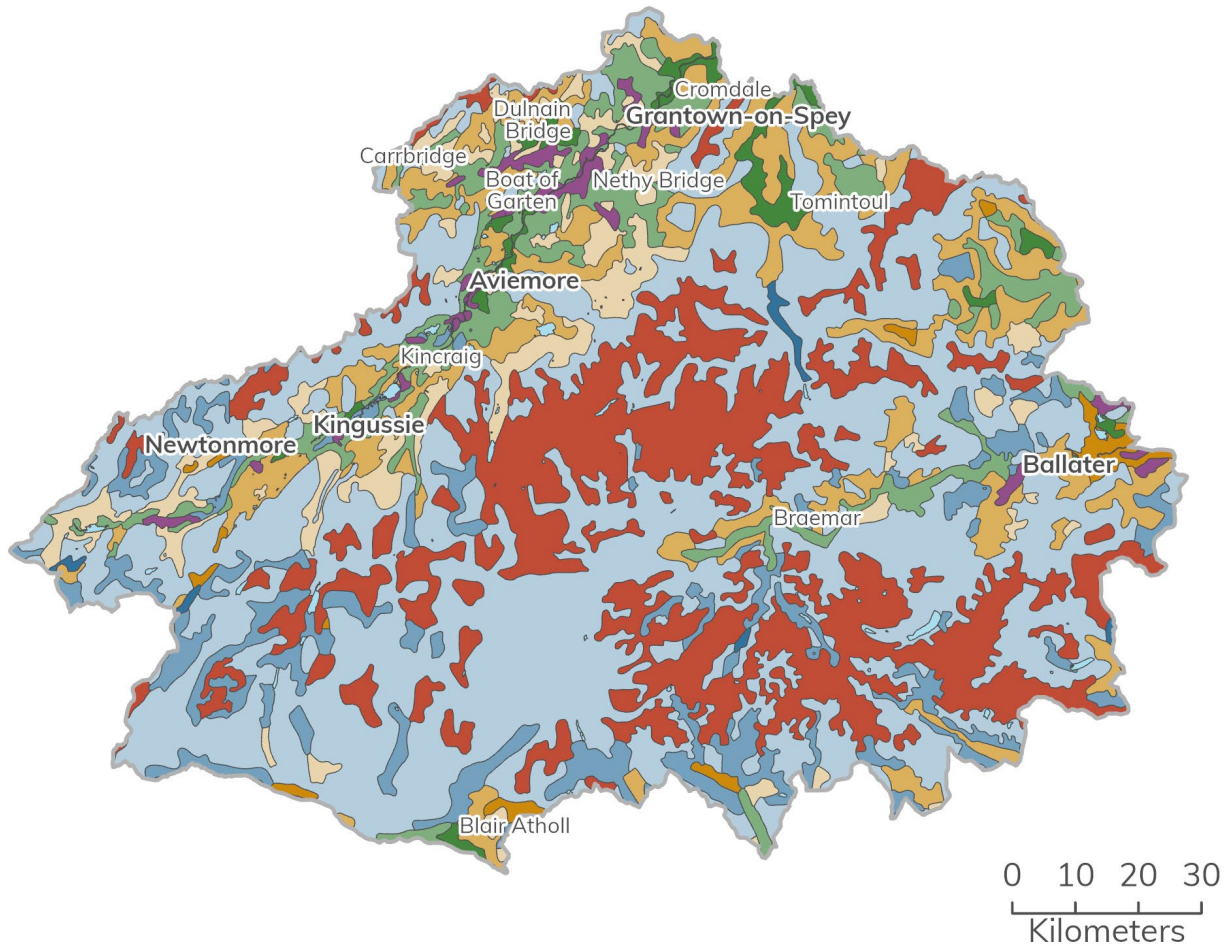 Cromdale
Dulnain
Bridge
Grantown-on-Spey
Carrbridge
Boat of
Garten
Nethy Bridge
Tomintoul
Aviemore
Kincraig
Kingussie
Newtonmore
Ballater
Braemar
Blair Atholl
0 10 20 30
Kilometers